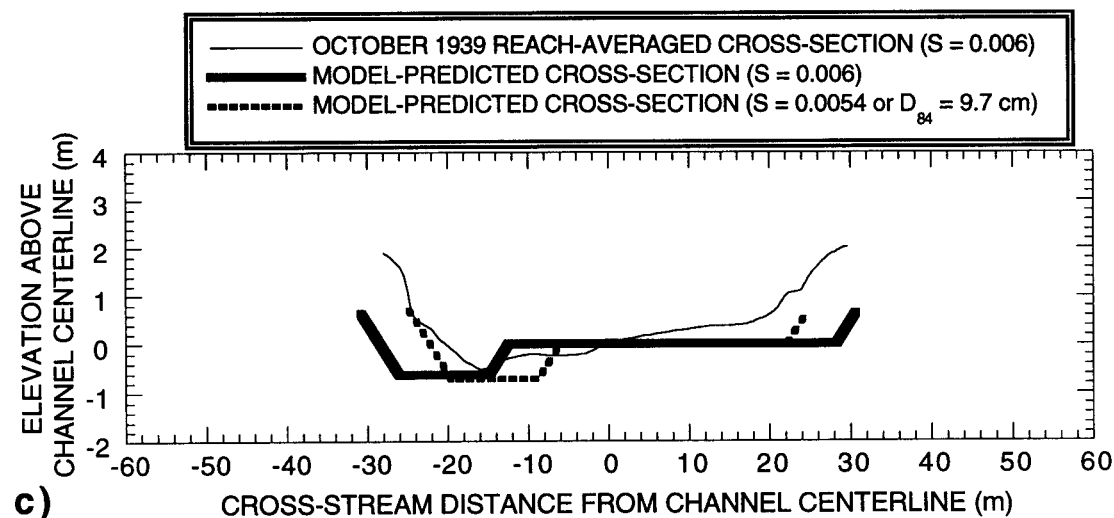 OCTOBER 1939 REACH-AVERAGED CROSS-SECTION (S = 0.006)
MODEL-PREDICTED CROSS-SECTION (S = 0.006)
MODEL-PREDICTED CROSS-SECTION (S = 0.0054 or D84 = 9.7 cm)
ELEVATION ABOVE
CHANNEL CENTERLINE (m)
4
3
2
1
0
-1
-2
-60 -50 -40 -30 -20 -10 0 10 20 30 40 50 60
c) CROSS-STREAM DISTANCE FROM CHANNEL CENTERLINE (m)